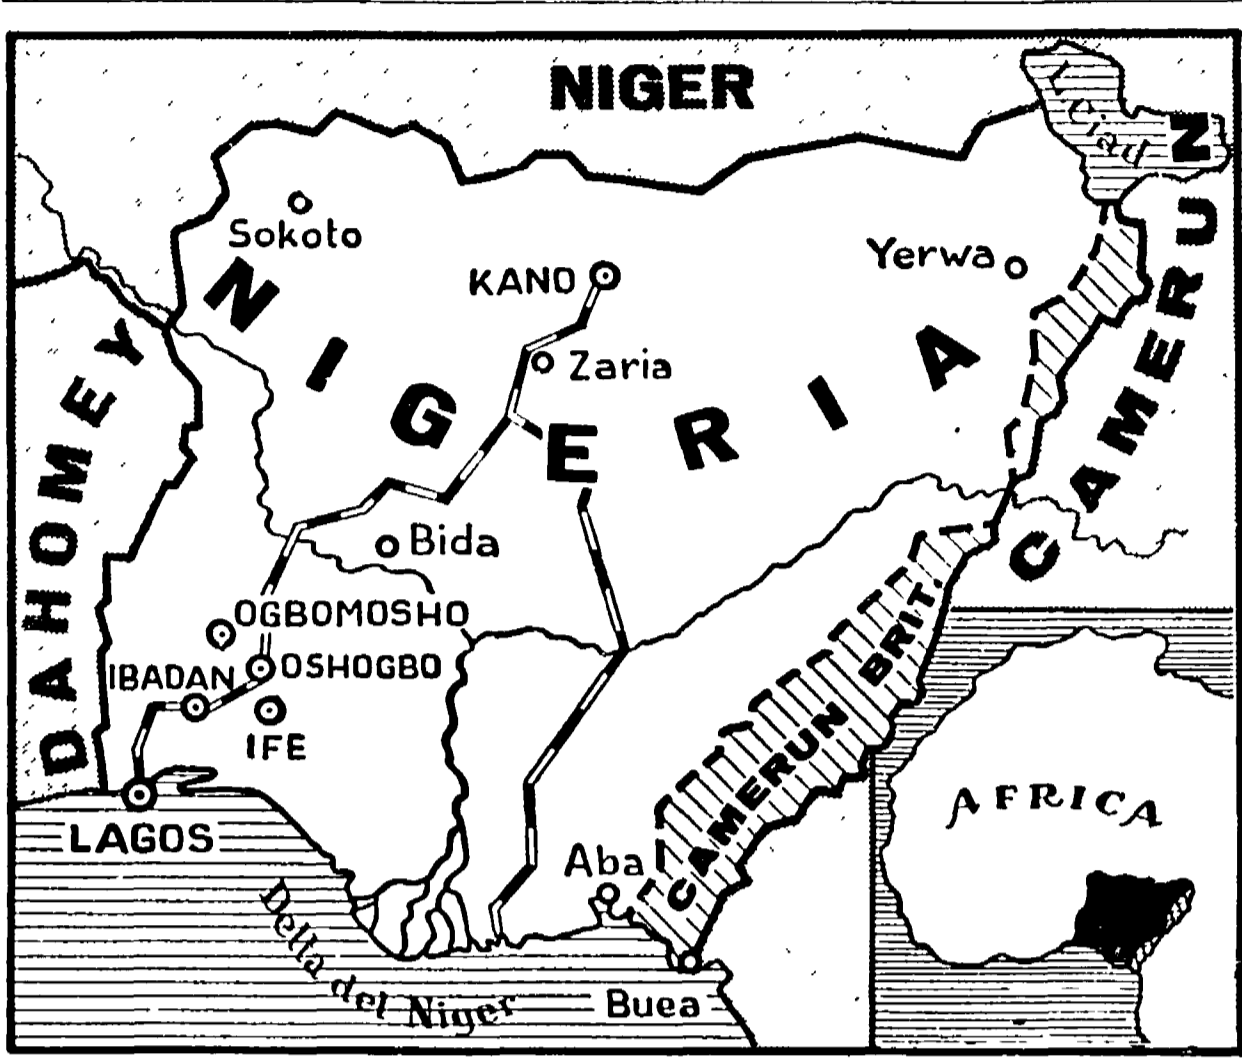 NIGER
L. Ciad
CAMERUN
Sokoto
Yerwa
KANO
Zaria
NIGERIA
DAHOMEY
Bida
OGBOMOSHO
IBADAN
OSHOGBO
IFE
LAGOS
CAMERUN BRIT.
Aba
Delta del Niger
Buea
AFRICA